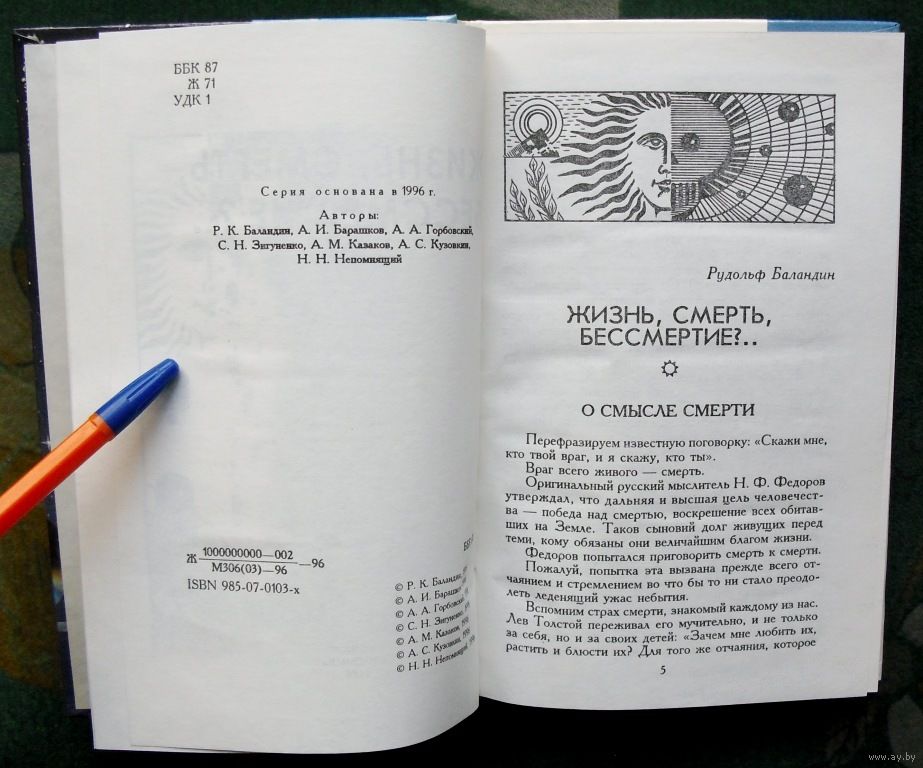 ББК 87
Ж 71
УДК 1
Серия основана в 1996 г.
Авторы:
Р. К. Баландин, А. И. Барашков, А. А. Горбовский,
С. Н. Зигуненко, А. М. Казаков, А. С. Кузовкин,
Н. Н. Непомнящий
Ж 1000000000—002 —96
М306(03)—96
ISBN 985-07-0103-x
© Р. К. Баландин,
© А. И. Барашков,
© А. А. Горбовский,
© С. Н. Зигуненко,
© А. М. Казаков, 1996
© А. С. Кузовкин, 1996
© Н. Н. Непомнящий, 1996
Рудольф Баландин
ЖИЗНЬ, СМЕРТЬ,
БЕССМЕРТИЕ?..
О СМЫСЛЕ СМЕРТИ
Перефразируем известную поговорку: «Скажи мне,
кто твой враг, и я скажу, кто ты».
Враг всего живого — смерть.
Оригинальный русский мыслитель Н. Ф. Федоров
утверждал, что дальняя и высшая цель человечест-
ва — победа над смертью, воскрешение всех обитав-
ших на Земле. Таков сыновий долг живущих перед
теми, кому обязаны они величайшим благом жизни.
Федоров попытался приговорить смерть к смерти.
Пожалуй, попытка эта вызвана прежде всего от-
чаянием и стремлением во что бы то ни стало преодо-
леть леденящий ужас небытия.
Вспомним страх смерти, знакомый каждому из нас.
Лев Толстой переживал его мучительно, и не только
за себя, но и за своих детей: «Зачем мне любить их,
растить и блюсти их? Для того же отчаяния, которое
5
www.ay.by